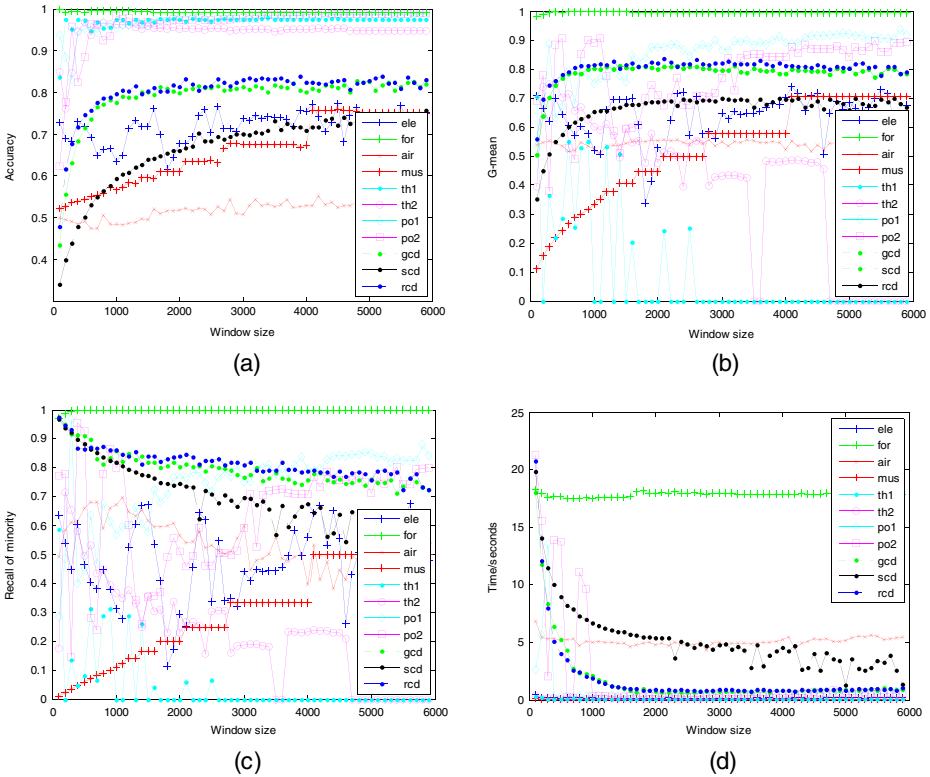 1
0.9
0.8
0.7
0.6
0.5
0.4
Accuracy
0 1000 2000 3000 4000 5000 6000
Window size
ele
for
air
mus
th1
th2
po1
po2
gcd
scd
rcd
(a)
1
0.9
0.8
0.7
0.6
0.5
0.4
0.3
0.2
0.1
0
G-mean
0 1000 2000 3000 4000 5000 6000
Window size
ele
for
air
mus
th1
th2
po1
po2
gcd
scd
rcd
(b)
1
0.9
0.8
0.7
0.6
0.5
0.4
0.3
0.2
0.1
0
Recall of minority
0 1000 2000 3000 4000 5000 6000
Window size
ele
for
air
mus
th1
th2
po1
po2
gcd
scd
rcd
(c)
25
20
15
10
5
0
Time/seconds
0 1000 2000 3000 4000 5000 6000
Window size
ele
for
air
mus
th1
th2
po1
po2
gcd
scd
rcd
(d)